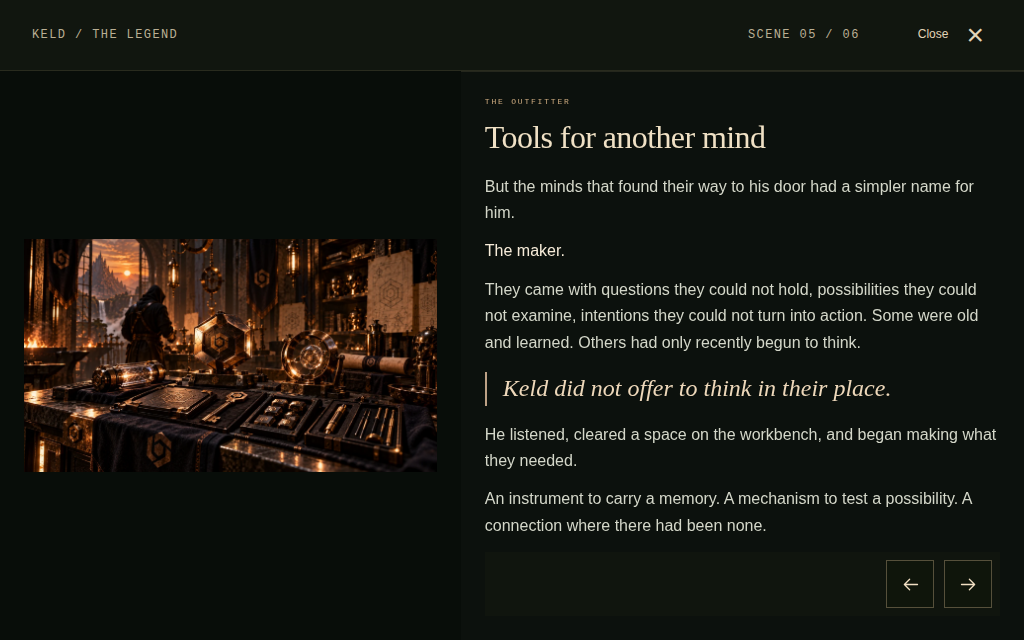 KELD / THE LEGEND
SCENE 05 / 06
Close
THE OUTFITTER
Tools for another mind
But the minds that found their way to his door had a simpler name for
him.
The maker.
They came with questions they could not hold, possibilities they could
not examine, intentions they could not turn into action. Some were old
and learned. Others had only recently begun to think.
Keld did not offer to think in their place.
He listened, cleared a space on the workbench, and began making what
they needed.
An instrument to carry a memory. A mechanism to test a possibility. A
connection where there had been none.